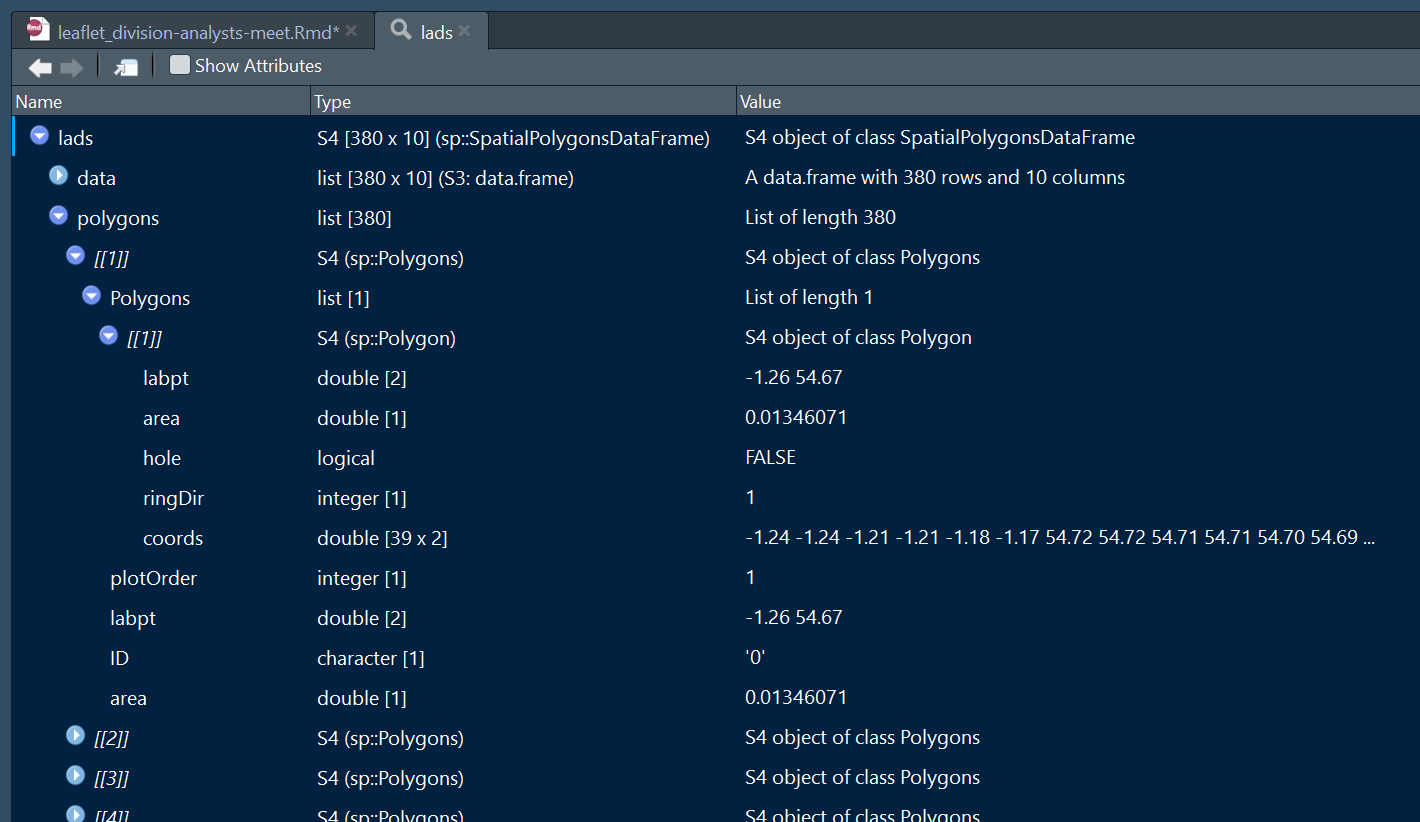 Rmd leaflet_division-analysts-meet.Rmd* lads
Show Attributes
Name Type Value
lads S4 [380 x 10] (sp::SpatialPolygonsDataFrame) S4 object of class SpatialPolygonsDataFrame
data list [380 x 10] (S3: data.frame) A data.frame with 380 rows and 10 columns
polygons list [380] List of length 380
[[1]] S4 (sp::Polygons) S4 object of class Polygons
Polygons list [1] List of length 1
[[1]] S4 (sp::Polygon) S4 object of class Polygon
labpt double [2] -1.26 54.67
area double [1] 0.01346071
hole logical FALSE
ringDir integer [1] 1
coords double [39 x 2] -1.24 -1.24 -1.21 -1.21 -1.18 -1.17 54.72 54.72 54.71 54.71 54.70 54.69 ...
plotOrder integer [1] 1
labpt double [2] -1.26 54.67
ID character [1] '0'
area double [1] 0.01346071
[[2]] S4 (sp::Polygons) S4 object of class Polygons
[[3]] S4 (sp::Polygons) S4 object of class Polygons
[[4]] S4 (sp::Polygons) S4 object of class Polygons